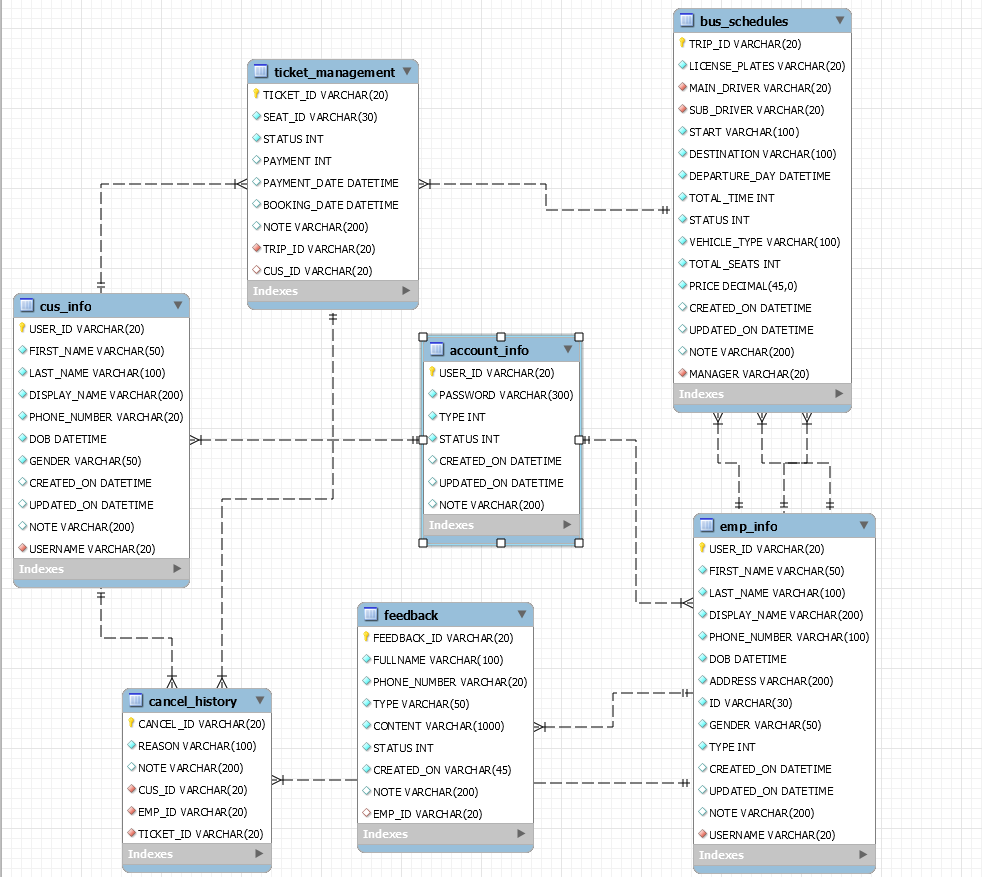 bus_schedules
TRIP_ID VARCHAR(20)
LICENSE_PLATES VARCHAR(20)
MAIN_DRIVER VARCHAR(20)
SUB_DRIVER VARCHAR(20)
START VARCHAR(100)
DESTINATION VARCHAR(100)
DEPARTURE_DAY DATETIME
TOTAL_TIME INT
STATUS INT
VEHICLE_TYPE VARCHAR(100)
TOTAL_SEATS INT
PRICE DECIMAL(45,0)
CREATED_ON DATETIME
UPDATED_ON DATETIME
NOTE VARCHAR(200)
MANAGER VARCHAR(20)
Indexes
ticket_management
TICKET_ID VARCHAR(20)
SEAT_ID VARCHAR(30)
STATUS INT
PAYMENT INT
PAYMENT_DATE DATETIME
BOOKING_DATE DATETIME
NOTE VARCHAR(200)
TRIP_ID VARCHAR(20)
CUS_ID VARCHAR(20)
Indexes
cus_info
USER_ID VARCHAR(20)
FIRST_NAME VARCHAR(50)
LAST_NAME VARCHAR(100)
DISPLAY_NAME VARCHAR(200)
PHONE_NUMBER VARCHAR(20)
DOB DATETIME
GENDER VARCHAR(50)
CREATED_ON DATETIME
UPDATED_ON DATETIME
NOTE VARCHAR(200)
USERNAME VARCHAR(20)
Indexes
account_info
USER_ID VARCHAR(20)
PASSWORD VARCHAR(300)
TYPE INT
STATUS INT
CREATED_ON DATETIME
UPDATED_ON DATETIME
NOTE VARCHAR(200)
Indexes
emp_info
USER_ID VARCHAR(20)
FIRST_NAME VARCHAR(50)
LAST_NAME VARCHAR(100)
DISPLAY_NAME VARCHAR(200)
PHONE_NUMBER VARCHAR(100)
DOB DATETIME
ADDRESS VARCHAR(200)
ID VARCHAR(30)
GENDER VARCHAR(50)
TYPE INT
CREATED_ON DATETIME
UPDATED_ON DATETIME
NOTE VARCHAR(200)
USERNAME VARCHAR(20)
Indexes
feedback
FEEDBACK_ID VARCHAR(20)
FULLNAME VARCHAR(100)
PHONE_NUMBER VARCHAR(20)
TYPE VARCHAR(50)
CONTENT VARCHAR(1000)
STATUS INT
CREATED_ON VARCHAR(45)
NOTE VARCHAR(200)
EMP_ID VARCHAR(20)
Indexes
cancel_history
CANCEL_ID VARCHAR(20)
REASON VARCHAR(100)
NOTE VARCHAR(200)
CUS_ID VARCHAR(20)
EMP_ID VARCHAR(20)
TICKET_ID VARCHAR(20)
Indexes